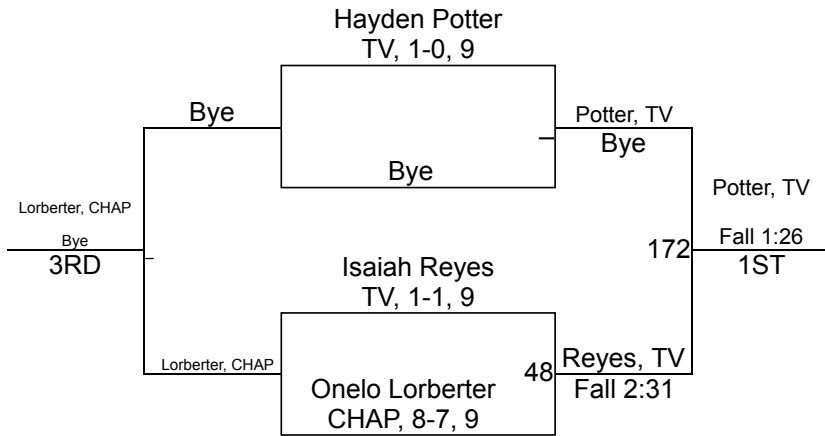 Hayden Potter
TV, 1-0, 9
Bye
Potter, TV
Bye
Bye
Lorberter, CHAP
Bye
3RD
Potter, TV
Fall 1:26
1ST
172
Isaiah Reyes
TV, 1-1, 9
Lorberter, CHAP
48
Reyes, TV
Fall 2:31
Onelo Lorberter
CHAP, 8-7, 9